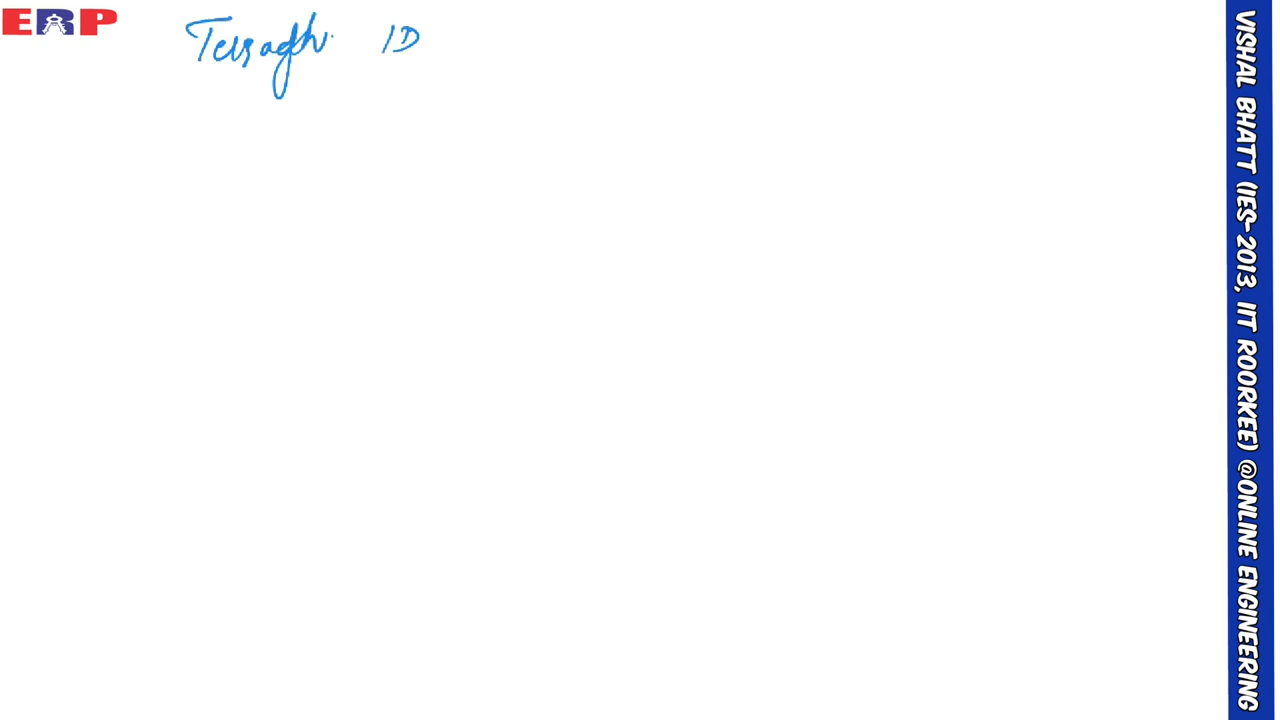 ERP
Terzaghi 1D
VISHAL BHATT (IES-2013, IIT ROORKEE) @ONLINE ENGINEERING